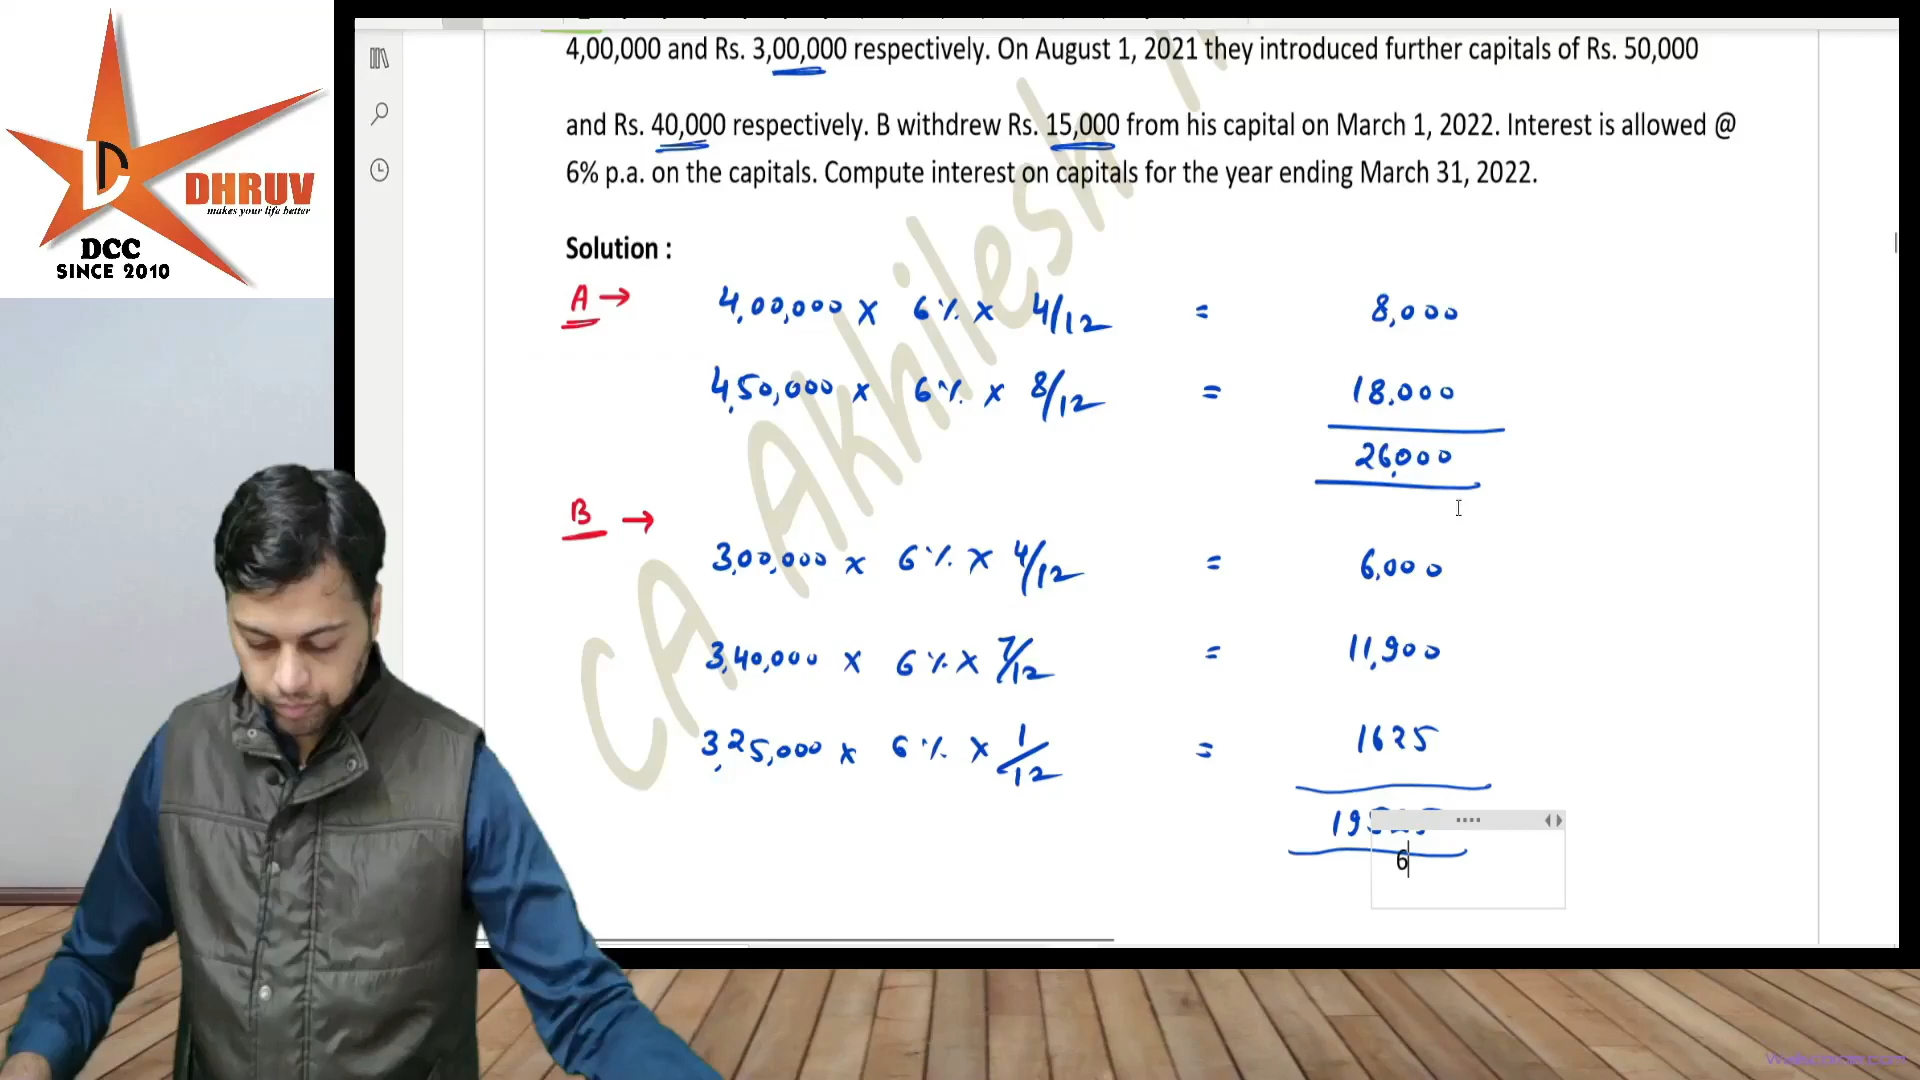 4,00,000 and Rs. 3,00,000 respectively. On August 1, 2021 they introduced further capitals of Rs. 50,000
and Rs. 40,000 respectively. B withdrew Rs. 15,000 from his capital on March 1, 2022. Interest is allowed @
6% p.a. on the capitals. Compute interest on capitals for the year ending March 31, 2022.
D
DHRUV
makes your life better
DCC
SINCE 2010
Solution :
A → 4,00,000 x 6% x 4/12 = 8,000
4,50,000 x 6% x 8/12 = 18,000
26,000
B →
3,00,000 x 6% x 4/12 = 6,000
3,40,000 x 6% x 7/12 = 11,900
3,25,000 x 6% x 1/12 = 1625
6
CA Akhilesh